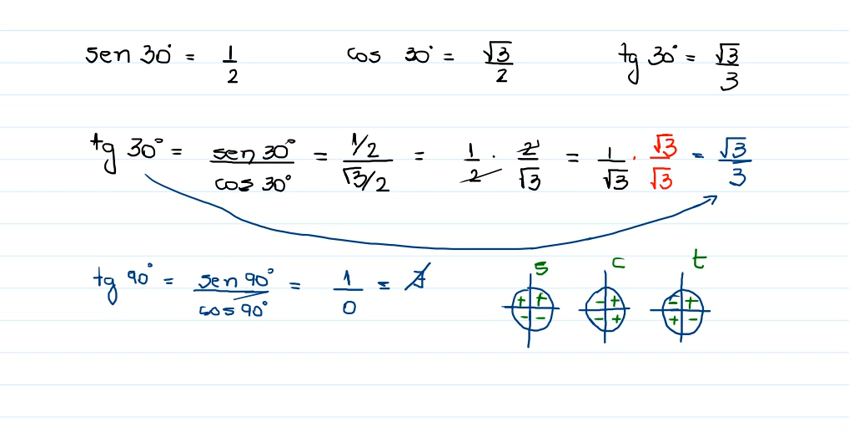 sen 30° = 1/2 cos 30° = √3/2 tg 30° = √3/3
tg 30° = sen 30°/cos 30° = 1/2/√3/2 = 1/2 · 2/√3 = 1/√3 · √3/√3 = √3/3
tg 90° = sen 90°/cos 90° = 1/0 = ∄
s c t
+ + - + - +
- - - + + -